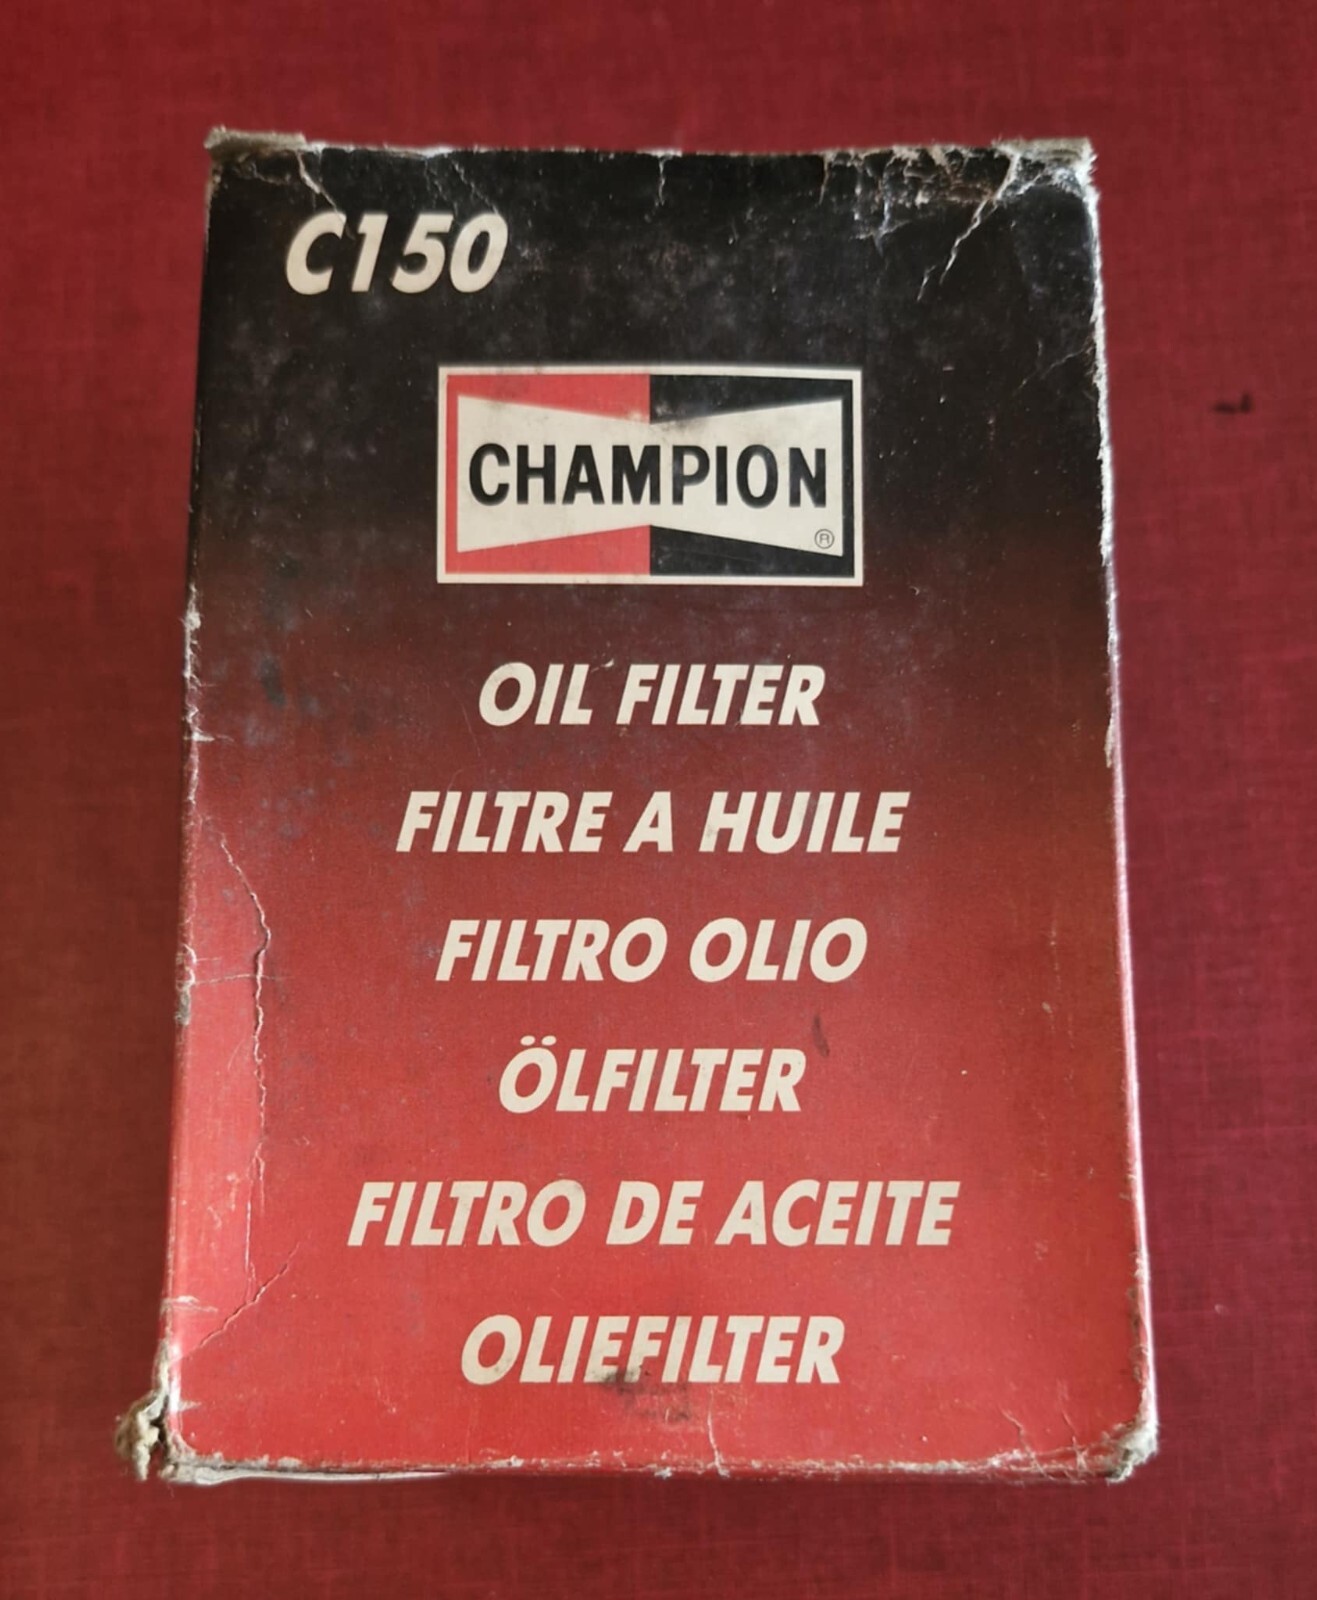 C150
CHAMPION
®
OIL FILTER
FILTRE A HUILE
FILTRO OLIO
ÖLFILTER
FILTRO DE ACEITE
OLIEFILTER